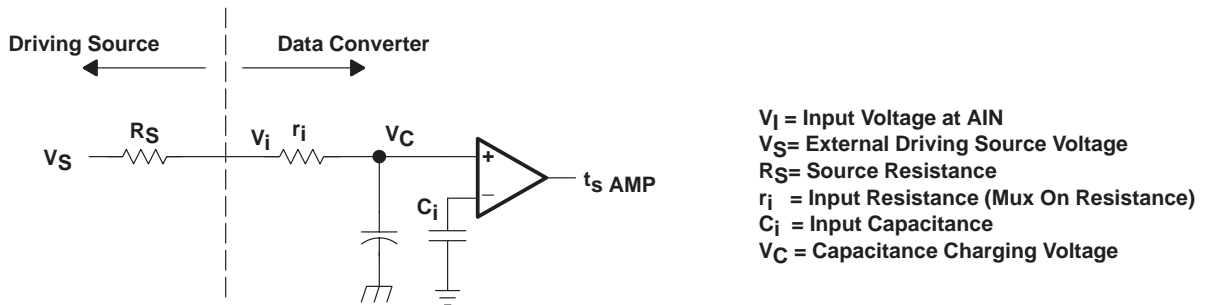 Driving Source
Data Converter
VS
RS
Vi
ri
VC
+
−
Ci
ts AMP
VI = Input Voltage at AIN
VS= External Driving Source Voltage
RS= Source Resistance
ri = Input Resistance (Mux On Resistance)
Ci = Input Capacitance
VC = Capacitance Charging Voltage